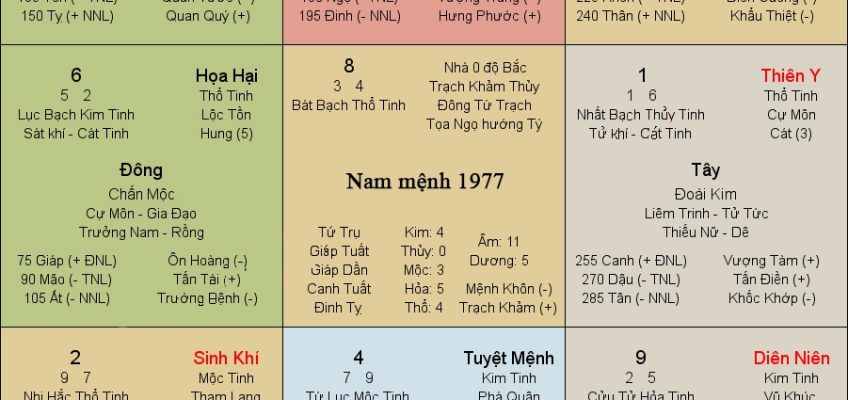 150 Tỵ (+ NNL) Quan Quý (+)
195 Đinh (- NNL) Hưng Phước (+)
240 Thân (+ NNL) Khẩu Thiệt (-)
6 Họa Hại
5 2 Thổ Tinh
Lục Bạch Kim Tinh Lộc Tồn
Sát khí - Cát Tinh Hung (5)
Đông
Chấn Mộc
Cự Môn - Gia Đạo
Trưởng Nam - Rồng
75 Giáp (+ ĐNL) Ôn Hoàng (-)
90 Mão (- TNL) Tấn Tài (+)
105 Ất (- NNL) Trưởng Bệnh (-)
8 Nhà 0 độ Bắc
3 4 Trạch Khảm Thủy
Bát Bạch Thổ Tinh Đông Tứ Trạch
Tọa Ngọ hướng Tý
Nam mệnh 1977
Tứ Trụ
Giáp Tuất
Giáp Dần
Canh Tuất
Đinh Tỵ
Kim: 4
Thủy: 0
Mộc: 3
Hỏa: 5
Thổ: 4
Âm: 11
Dương: 5
Mệnh Khôn (-)
Trạch Khảm (+)
1 Thiên Y
1 6 Thổ Tinh
Nhất Bạch Thủy Tinh Cự Môn
Tử khí - Cát Tinh Cát (3)
Tây
Đoài Kim
Liêm Trinh - Tử Tức
Thiếu Nữ - Dê
255 Canh (+ ĐNL) Vượng Tàm (+)
270 Dậu (- TNL) Tấn Điền (+)
285 Tân (- NNL) Khốc Khớp (-)
2 Sinh Khí
9 7 Mộc Tinh
Nhị Hắc Thổ Tinh Tham Lang
4 Tuyệt Mệnh
7 9 Kim Tinh
Tứ Lục Mộc Tinh Phá Quân
9 Diên Niên
2 5 Kim Tinh
Cửu Tử Hỏa Tinh Vũ Khúc